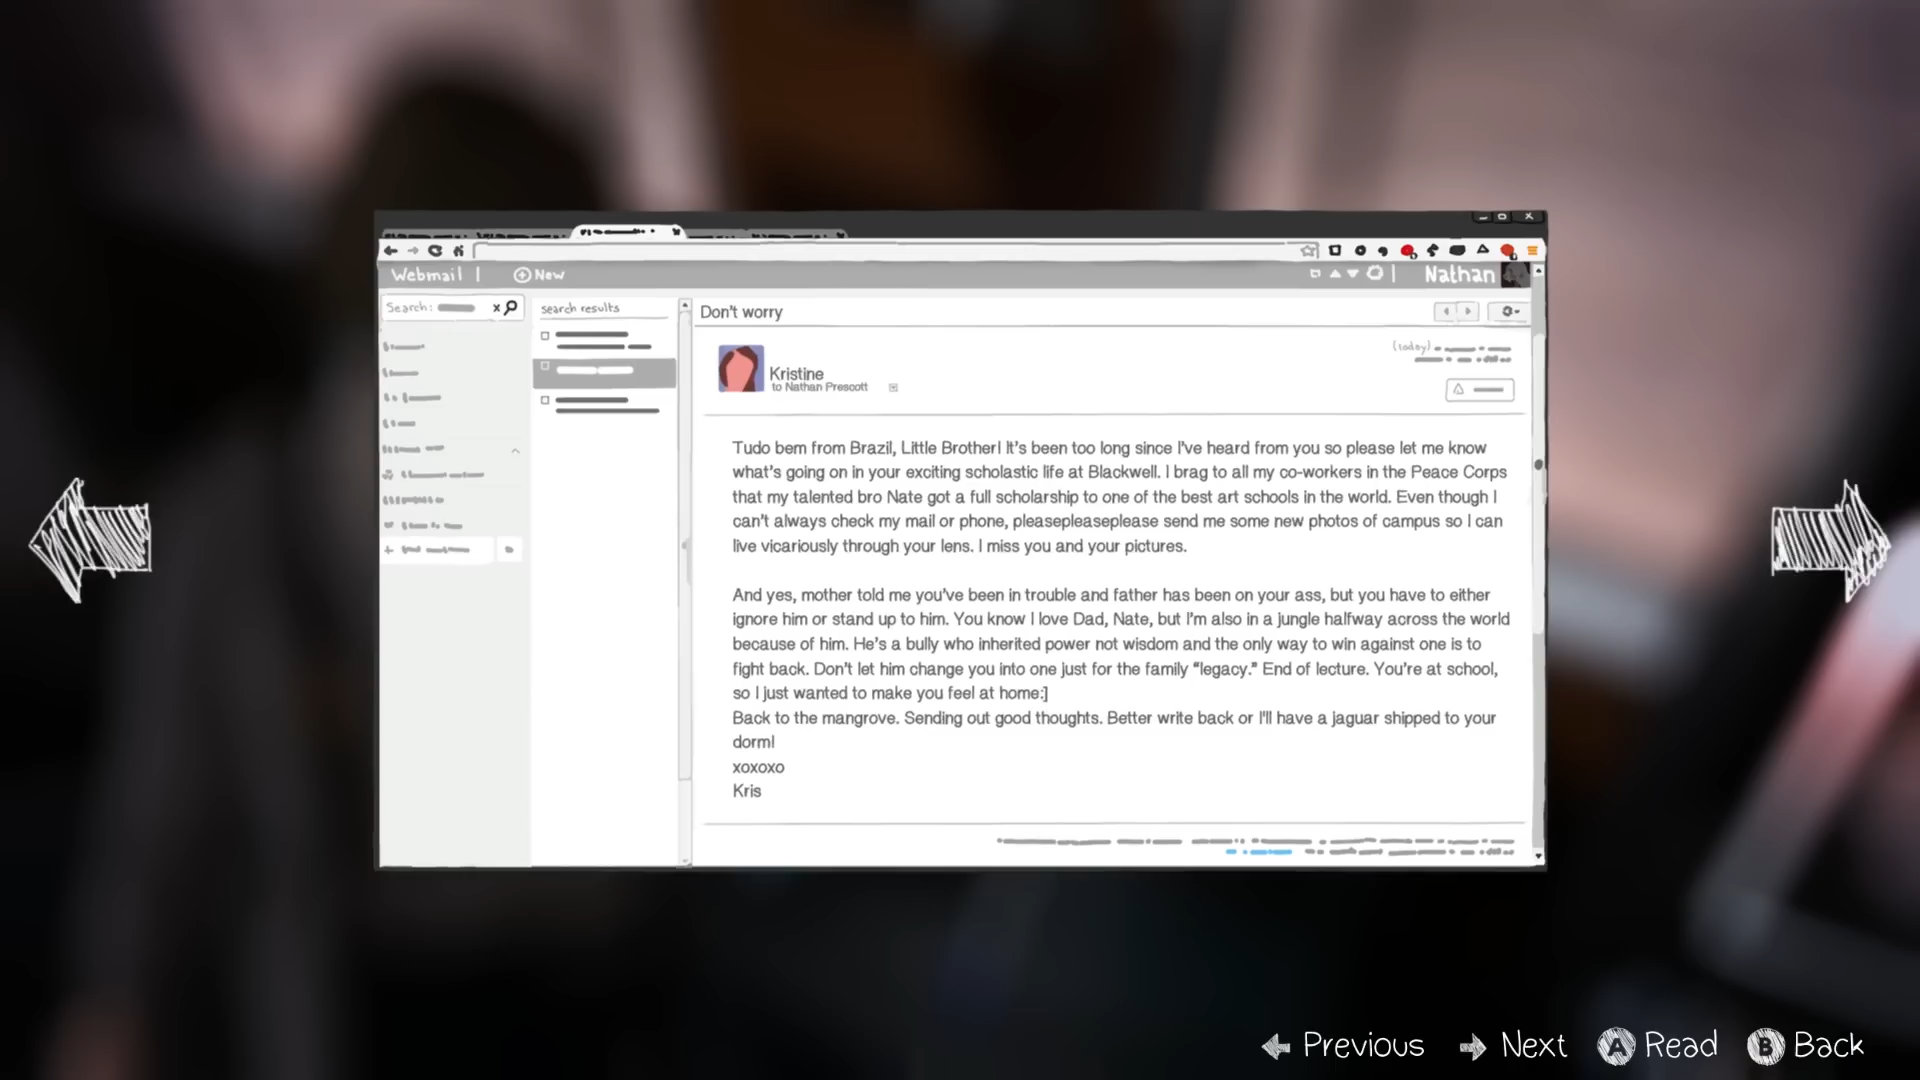 Webmail | New
Nathan
Search:
search results
Don't worry
(today)
Kristine
to Nathan Prescott
Tudo bem from Brazil, Little Brother! It's been too long since I've heard from you so please let me know
what's going on in your exciting scholastic life at Blackwell. I brag to all my co-workers in the Peace Corps
that my talented bro Nate got a full scholarship to one of the best art schools in the world. Even though I
can't always check my mail or phone, pleasepleaseplease send me some new photos of campus so I can
live vicariously through your lens. I miss you and your pictures.
And yes, mother told me you've been in trouble and father has been on your ass, but you have to either
ignore him or stand up to him. You know I love Dad, Nate, but I'm also in a jungle halfway across the world
because of him. He's a bully who inherited power not wisdom and the only way to win against one is to
fight back. Don't let him change you into one just for the family “legacy.” End of lecture. You're at school,
so I just wanted to make you feel at home:]
Back to the mangrove. Sending out good thoughts. Better write back or I'll have a jaguar shipped to your
dorm!
xoxoxo
Kris
Previous Next A Read B Back